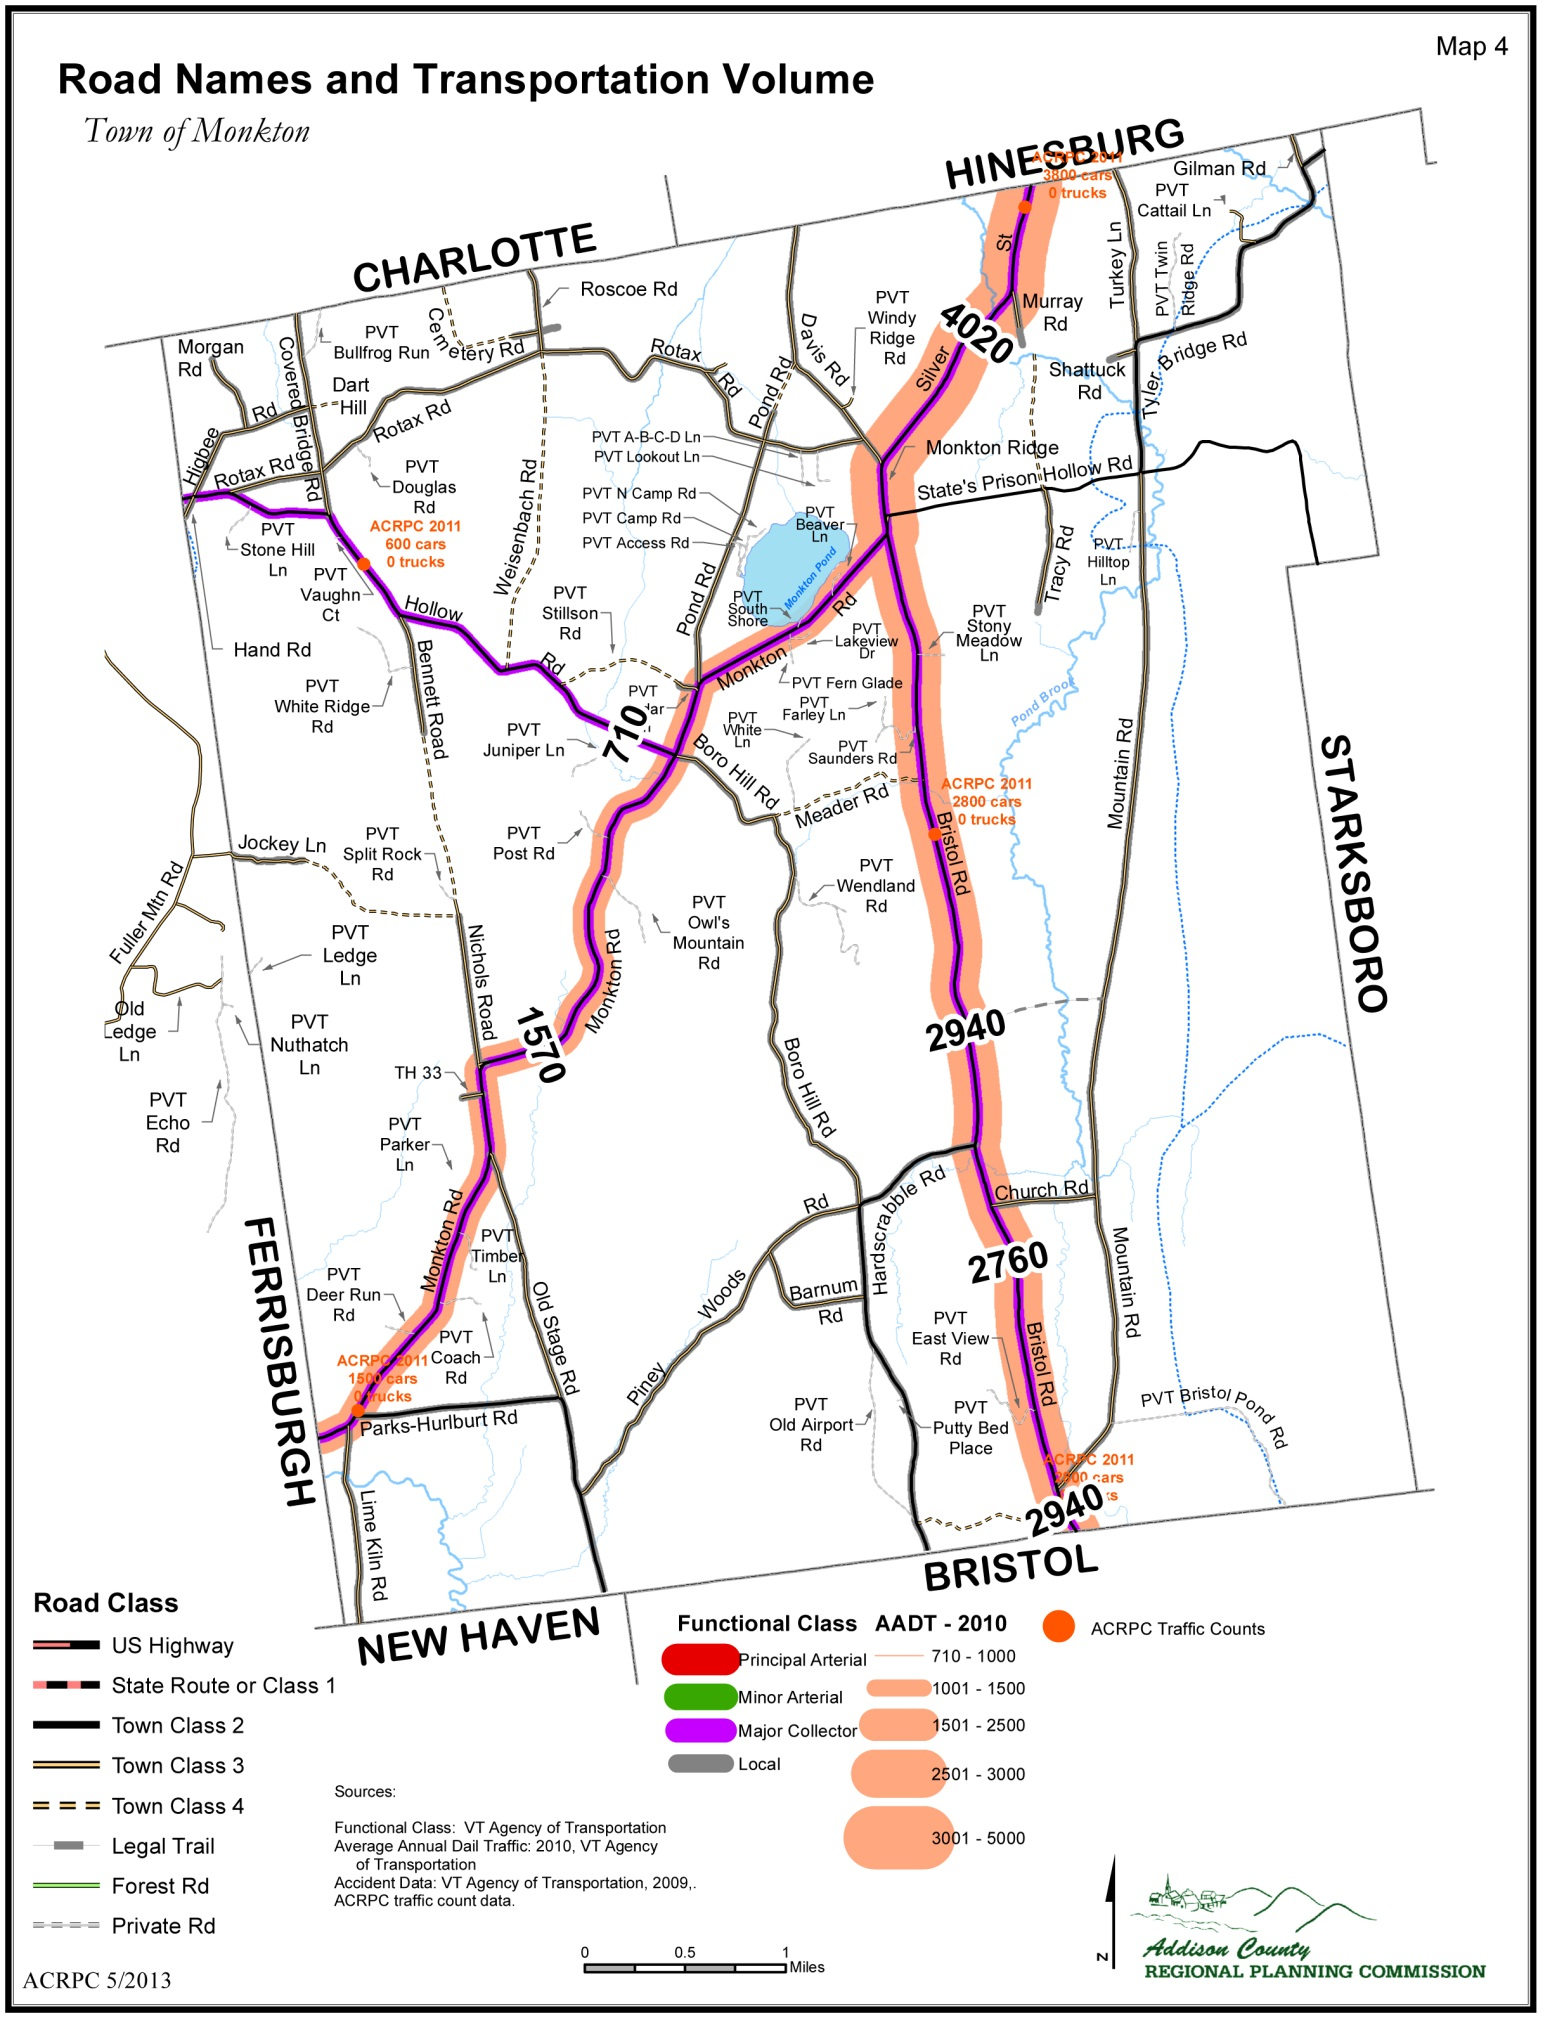 Map 4
Road Names and Transportation Volume
Town of Monkton
HINESBURG
ACRPC 2011
3800 cars
0 trucks
Gilman Rd
PVT
Cattail Ln
CHARLOTTE
St
Turkey Ln
PVT Twin
Ridge Rd
Roscoe Rd
PVT
Windy
Ridge
Rd
Murray
Rd
4020
Morgan
Rd
PVT
Bullfrog Run
Cemetery Rd
Covered Bridge Rd
Rotax
Rd
Davis Rd
Silver
Shattuck
Rd
Tyler Bridge Rd
Dart
Hill
Rd
Higbee
Rotax Rd
Pond Rd
PVT A-B-C-D Ln
PVT Lookout Ln
Monkton Ridge
State's Prison Hollow Rd
Rotax Rd
PVT
Douglas
Rd
Weisenbach Rd
PVT N Camp Rd
PVT Camp Rd
PVT Access Rd
PVT
Beaver
Ln
Monkton Pond
ACRPC 2011
600 cars
0 trucks
PVT
Stone Hill
Ln
PVT
Vaughn
Ct
Tracy Rd
PVT
Hilltop
Ln
Hollow
Rd
PVT
Stillson
Rd
Pond Rd
PVT
South
Shore
Rd
Monkton
PVT
Lakeview
Dr
PVT
Stony
Meadow
Ln
Hand Rd
Bennett Road
PVT
White Ridge
Rd
PVT Fern Glade
PVT
Farley Ln
PVT
White
Ln
PVT
Saunders Rd
Pond Brook
PVT
710
PVT
Juniper Ln
Boro Hill Rd
Meader Rd
Mountain Rd
STARKSBORO
ACRPC 2011
2800 cars
0 trucks
Bristol Rd
Jockey Ln
PVT
Split Rock
Rd
PVT
Post Rd
Fuller Mtn Rd
PVT
Wendland
Rd
PVT
Owl's
Mountain
Rd
PVT
Ledge
Ln
Nichols Road
Monkton Rd
Old
Ledge
Ln
PVT
Nuthatch
Ln
1570
2940
PVT
Echo
Rd
TH 33
Boro Hill Rd
PVT
Parker
Ln
Church Rd
Hardscrabble Rd
Piney
Woods
Rd
Monkton Rd
PVT
Timber
Ln
2760
Mountain Rd
FERRISBURGH
PVT
Deer Run
Rd
Old Stage Rd
Barnum
Rd
PVT
East View
Rd
Bristol Rd
PVT
Coach
Rd
ACRPC 2011
1500 cars
0 trucks
Parks-Hurlburt Rd
PVT
Old Airport
Rd
PVT
Putty Bed
Place
PVT Bristol Pond Rd
ACRPC 2011
cars
2940
Lime Kiln Rd
BRISTOL
NEW HAVEN
Road Class
US Highway
State Route or Class 1
Town Class 2
Town Class 3
Town Class 4
Legal Trail
Forest Rd
Private Rd
ACRPC 5/2013
Functional Class
Principal Arterial
Minor Arterial
Major Collector
Local
AADT - 2010
710 - 1000
1001 - 1500
1501 - 2500
2501 - 3000
3001 - 5000
ACRPC Traffic Counts
Sources:
Functional Class: VT Agency of Transportation
Average Annual Dail Traffic: 2010, VT Agency
of Transportation
Accident Data: VT Agency of Transportation, 2009,.
ACRPC traffic count data.
0 0.5 1
Miles
N
Addison County
REGIONAL PLANNING COMMISSION